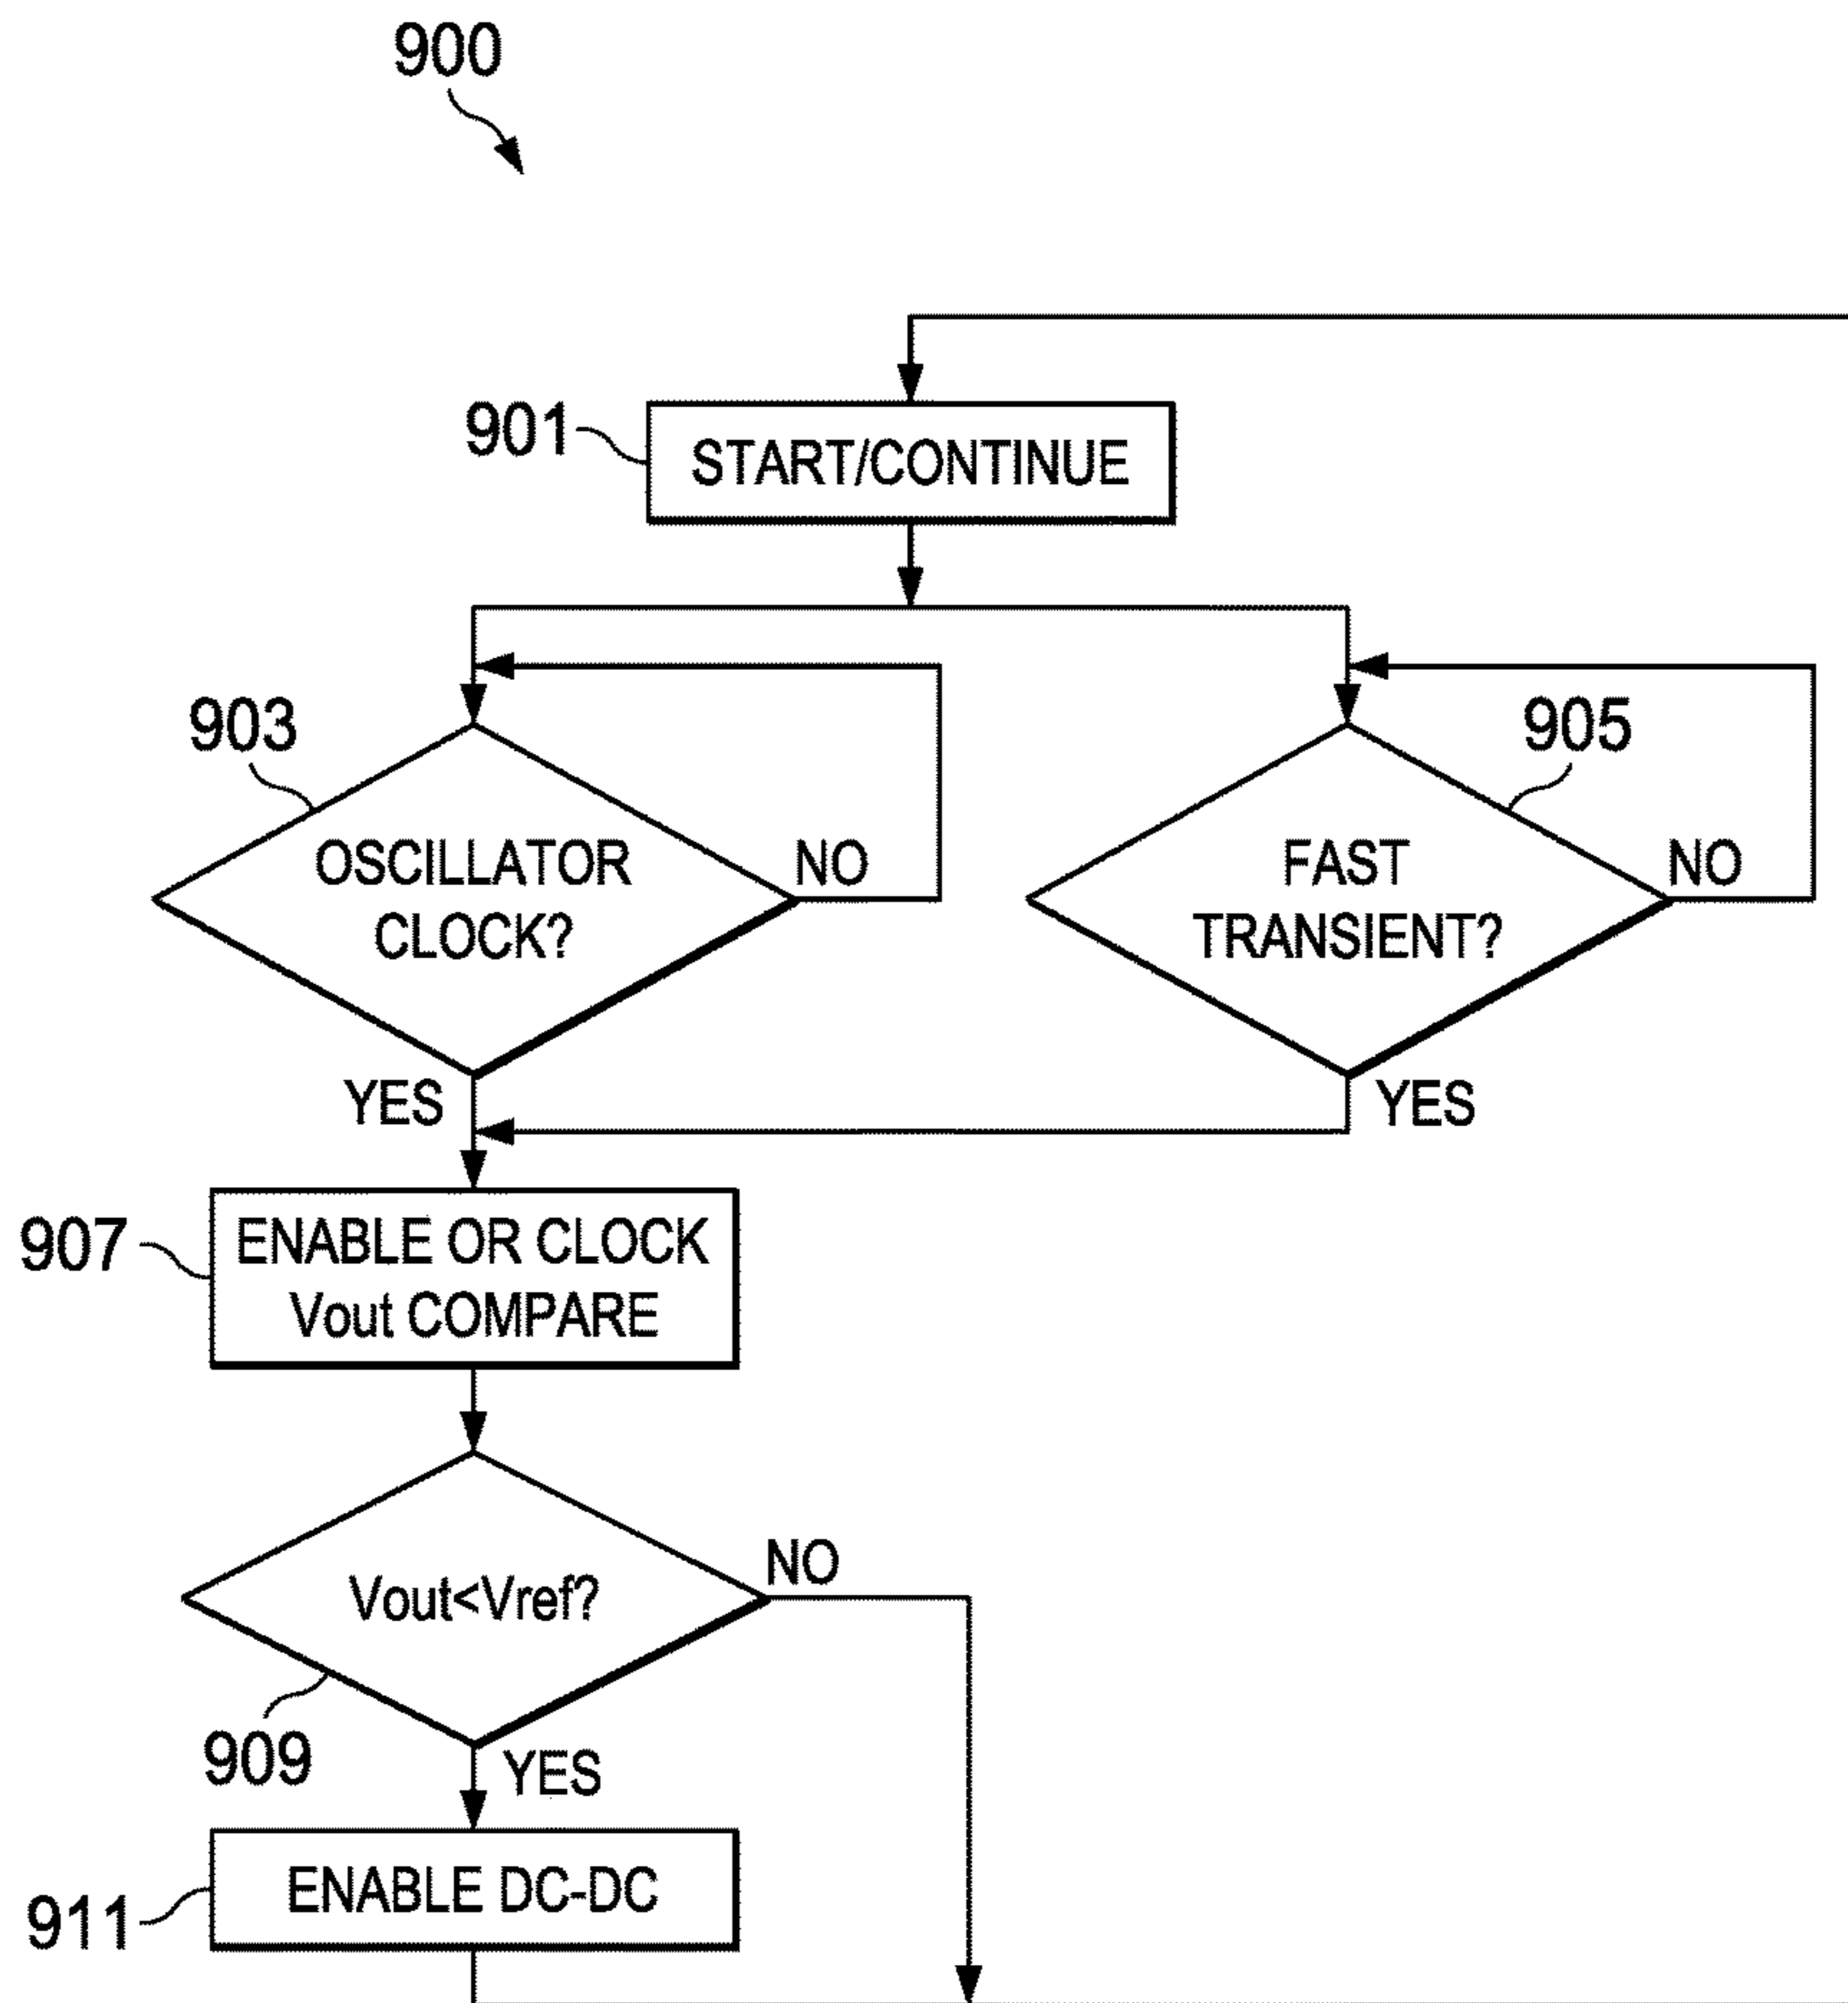 900
901
START/CONTINUE
903
905
OSCILLATOR
CLOCK?
NO
FAST
TRANSIENT?
NO
YES
YES
907
ENABLE OR CLOCK
Vout COMPARE
Vout<Vref?
NO
909
YES
911
ENABLE DC-DC